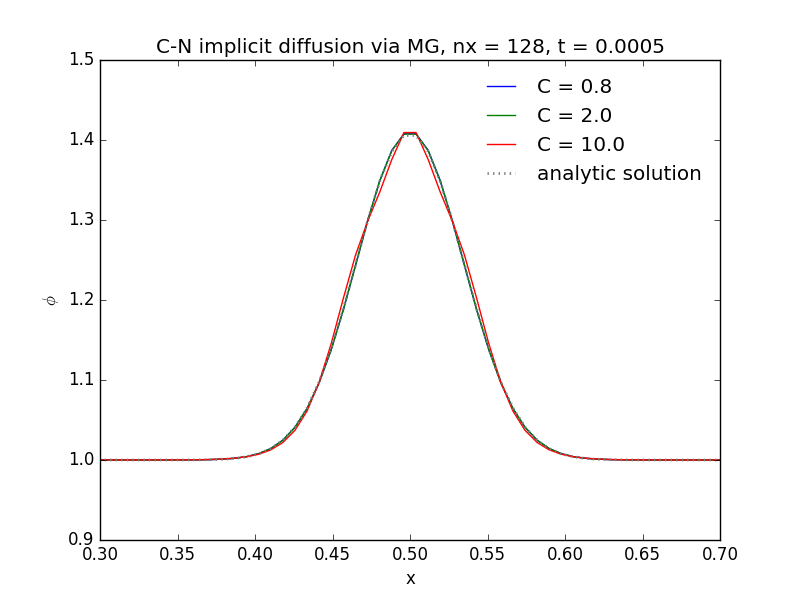 C-N implicit diffusion via MG, nx = 128, t = 0.0005
1.5
1.4
1.3
1.2
1.1
1.0
0.9
ϕ
C = 0.8
C = 2.0
C = 10.0
analytic solution
0.30 0.35 0.40 0.45 0.50 0.55 0.60 0.65 0.70
x